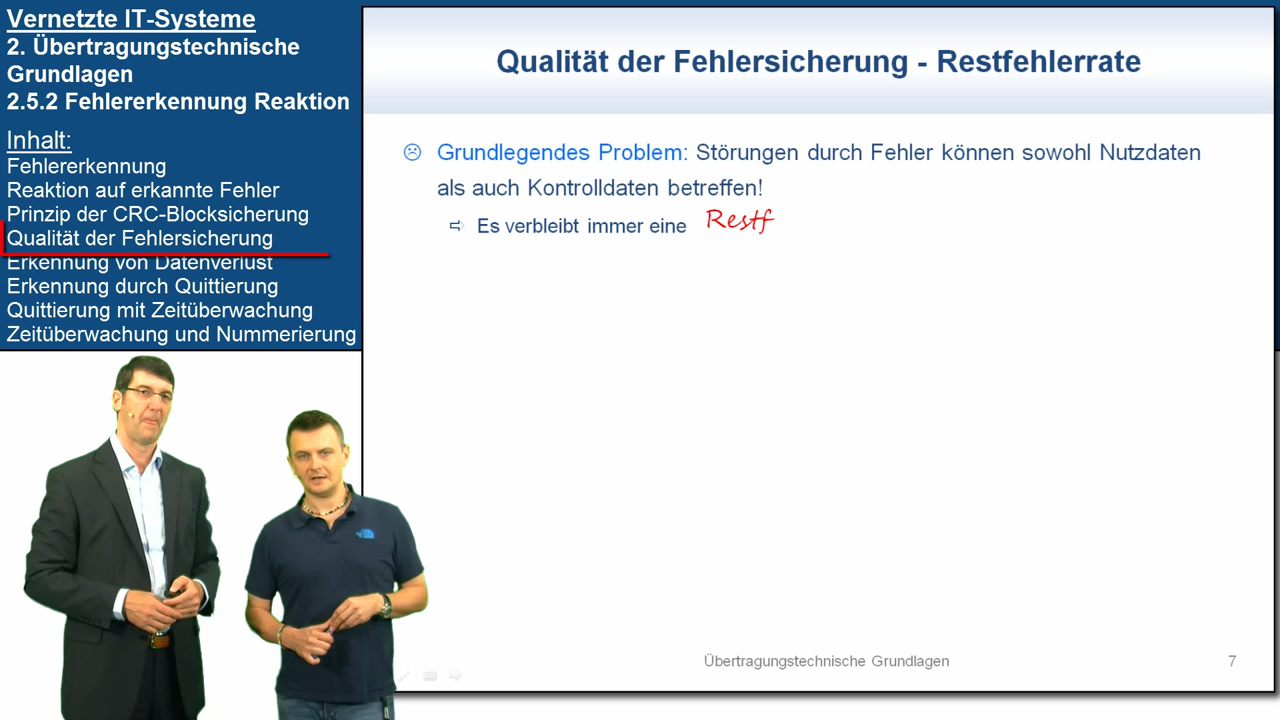 Vernetzte IT-Systeme
2. Übertragungstechnische
Grundlagen
2.5.2 Fehlererkennung Reaktion
Inhalt:
Fehlererkennung
Reaktion auf erkannte Fehler
Prinzip der CRC-Blocksicherung
Qualität der Fehlersicherung
Erkennung von Datenverlust
Erkennung durch Quittierung
Quittierung mit Zeitüberwachung
Zeitüberwachung und Nummerierung
Qualität der Fehlersicherung - Restfehlerrate
Grundlegendes Problem: Störungen durch Fehler können sowohl Nutzdaten
als auch Kontrolldaten betreffen!
⇨ Es verbleibt immer eine Restf
Übertragungstechnische Grundlagen 7